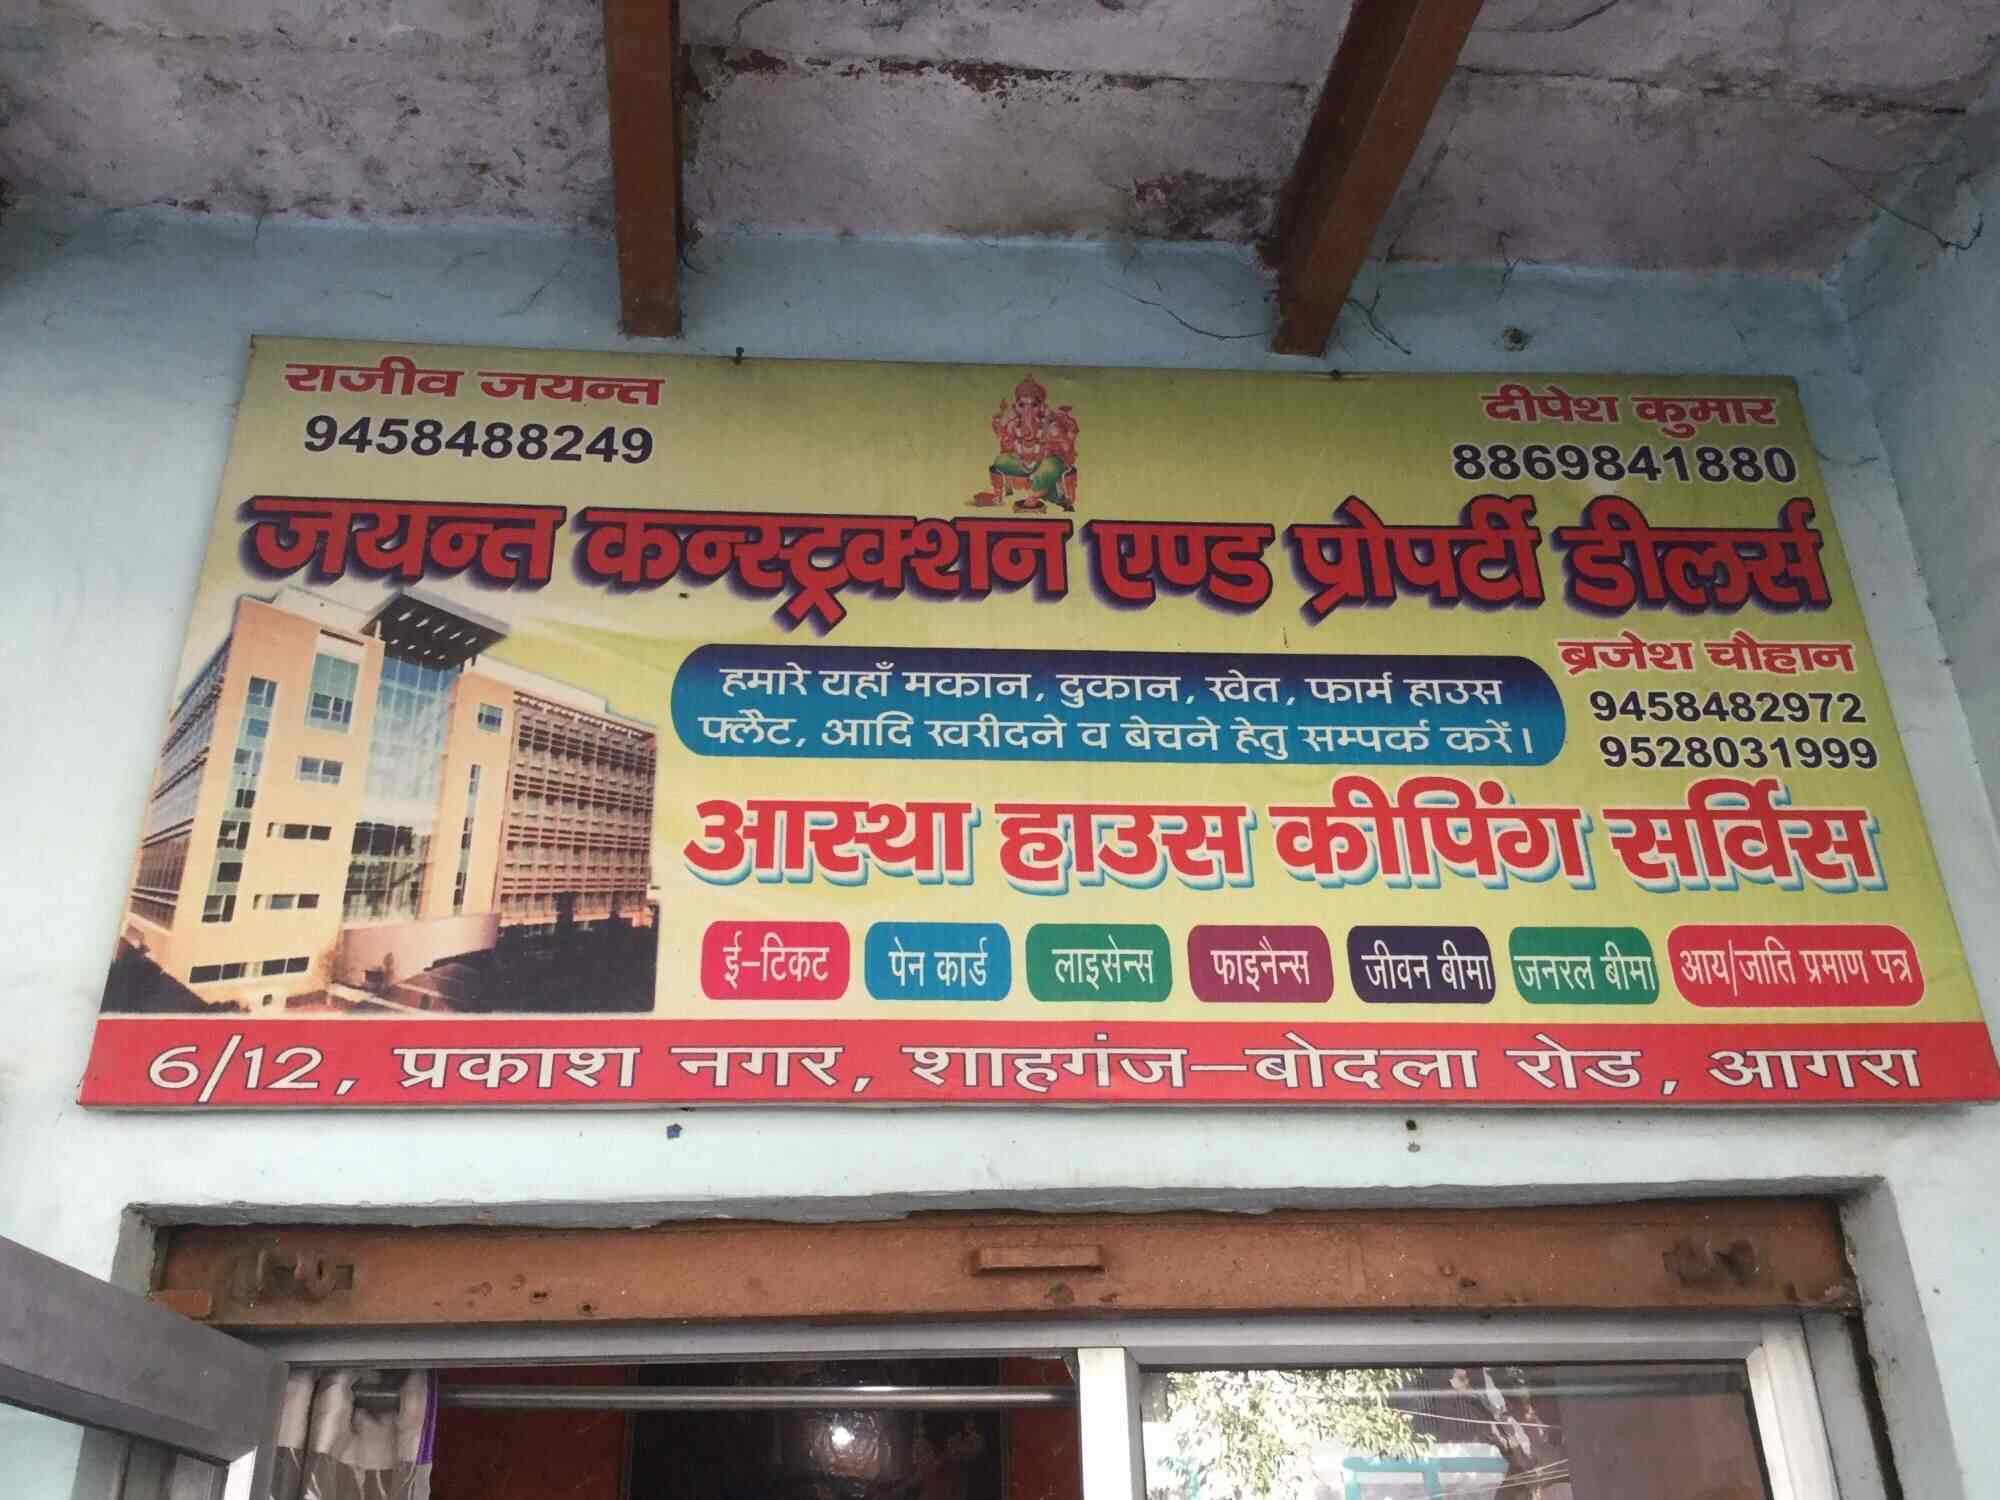 राजीव जयन्त
9458488249
दीपेश कुमार
8869841880
जयन्त कन्स्ट्रक्शन एण्ड प्रोपर्टी डीलर्स
हमारे यहाँ मकान, दुकान, खेत, फार्म हाउस
फ्लैट, आदि खरीदने व बेचने हेतु सम्पर्क करें।
ब्रजेश चौहान
9458482972
9528031999
आस्था हाउस कीपिंग सर्विस
ई-टिकट पेन कार्ड लाइसेन्स फाइनैन्स जीवन बीमा जनरल बीमा आय/जाति प्रमाण पत्र
6/12, प्रकाश नगर, शाहगंज-बोदला रोड, आगरा